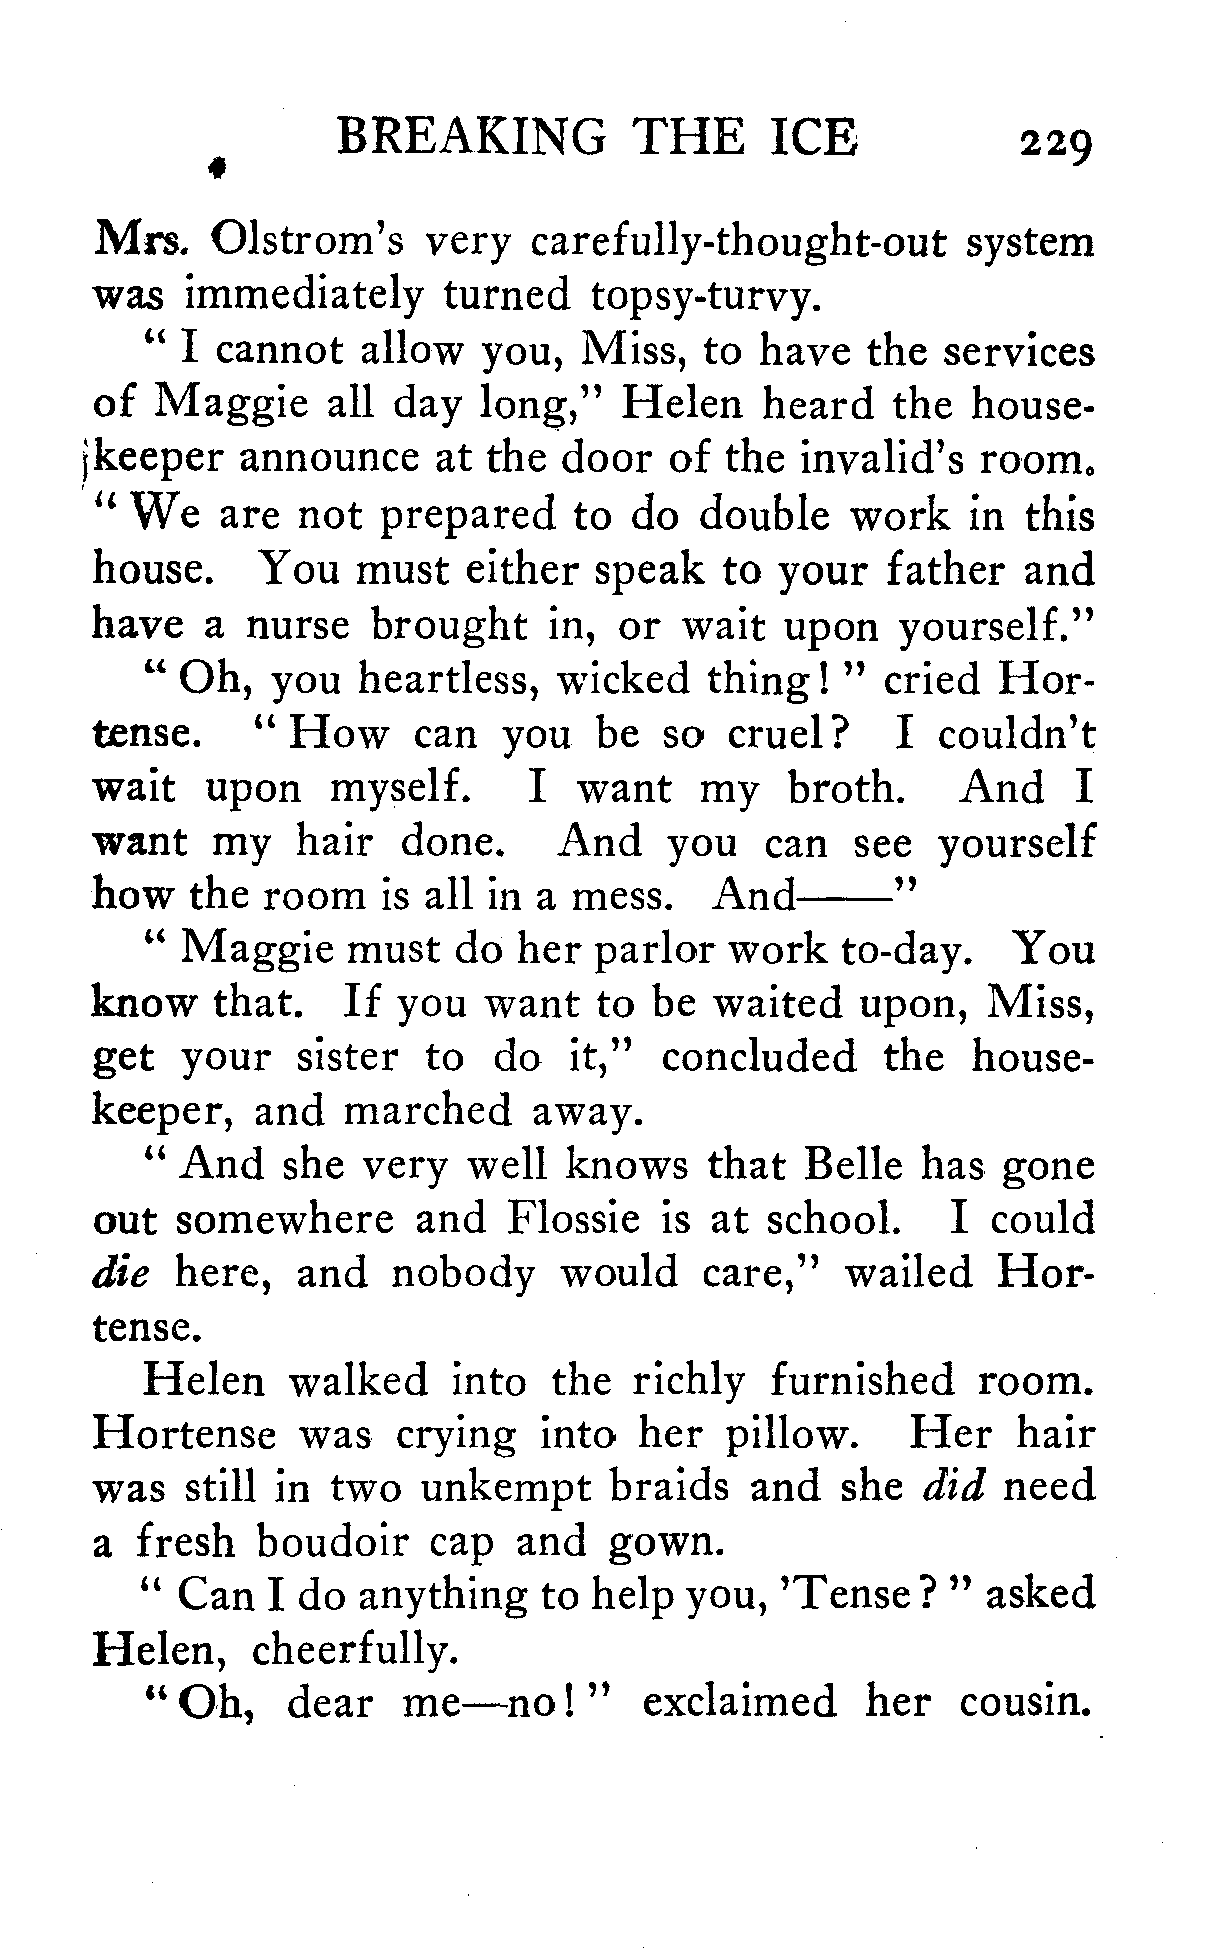 BREAKING THE ICE 229
Mrs. Olstrom's very carefully-thought-out system
was immediately turned topsy-turvy.
" I cannot allow you, Miss, to have the services
of Maggie all day long," Helen heard the house-
keeper announce at the door of the invalid's room.
" We are not prepared to do double work in this
house. You must either speak to your father and
have a nurse brought in, or wait upon yourself."
" Oh, you heartless, wicked thing! " cried Hor-
tense. " How can you be so cruel? I couldn't
wait upon myself. I want my broth. And I
want my hair done. And you can see yourself
how the room is all in a mess. And——"
" Maggie must do her parlor work to-day. You
know that. If you want to be waited upon, Miss,
get your sister to do it," concluded the house-
keeper, and marched away.
" And she very well knows that Belle has gone
out somewhere and Flossie is at school. I could
die here, and nobody would care," wailed Hor-
tense.
Helen walked into the richly furnished room.
Hortense was crying into her pillow. Her hair
was still in two unkempt braids and she did need
a fresh boudoir cap and gown.
" Can I do anything to help you, 'Tense? " asked
Helen, cheerfully.
" Oh, dear me—no! " exclaimed her cousin.